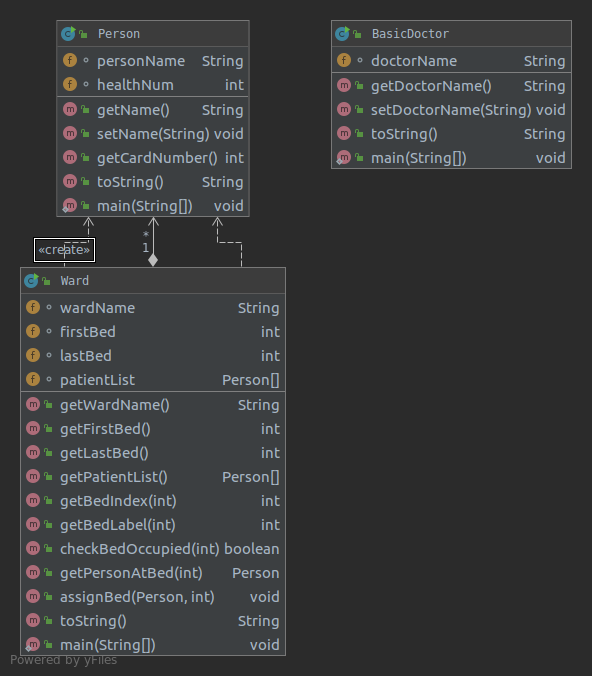 Person
personName String
healthNum int
getName() String
setName(String) void
getCardNumber() int
toString() String
main(String[]) void
BasicDoctor
doctorName String
getDoctorName() String
setDoctorName(String) void
toString() String
main(String[]) void
«create»
*
1
Ward
wardName String
firstBed int
lastBed int
patientList Person[]
getWardName() String
getFirstBed() int
getLastBed() int
getPatientList() Person[]
getBedIndex(int) int
getBedLabel(int) int
checkBedOccupied(int) boolean
getPersonAtBed(int) Person
assignBed(Person, int) void
toString() String
main(String[]) void
Powered by yFiles